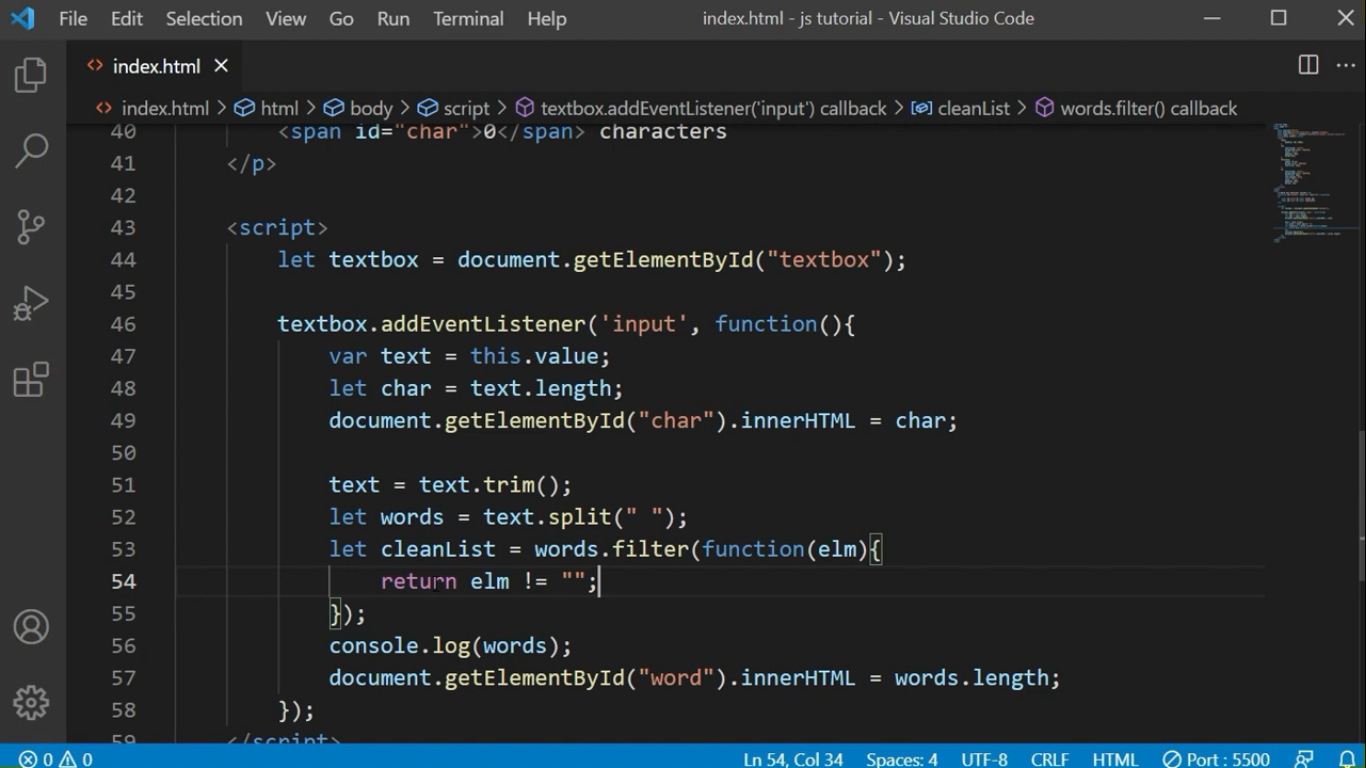 File Edit Selection View Go Run Terminal Help index.html - js tutorial - Visual Studio Code
index.html
index.html > html > body > script > textbox.addEventListener('input') callback > cleanList > words.filter() callback
40 <span id="char">0</span> characters
41 </p>
42
43 <script>
44 let textbox = document.getElementById("textbox");
45
46 textbox.addEventListener('input', function(){
47 var text = this.value;
48 let char = text.length;
49 document.getElementById("char").innerHTML = char;
50
51 text = text.trim();
52 let words = text.split(" ");
53 let cleanList = words.filter(function(elm){
54 return elm != "";
55 });
56 console.log(words);
57 document.getElementById("word").innerHTML = words.length;
58 });
59 </script>
0 0 Ln 54, Col 34 Spaces: 4 UTF-8 CRLF HTML Port : 5500